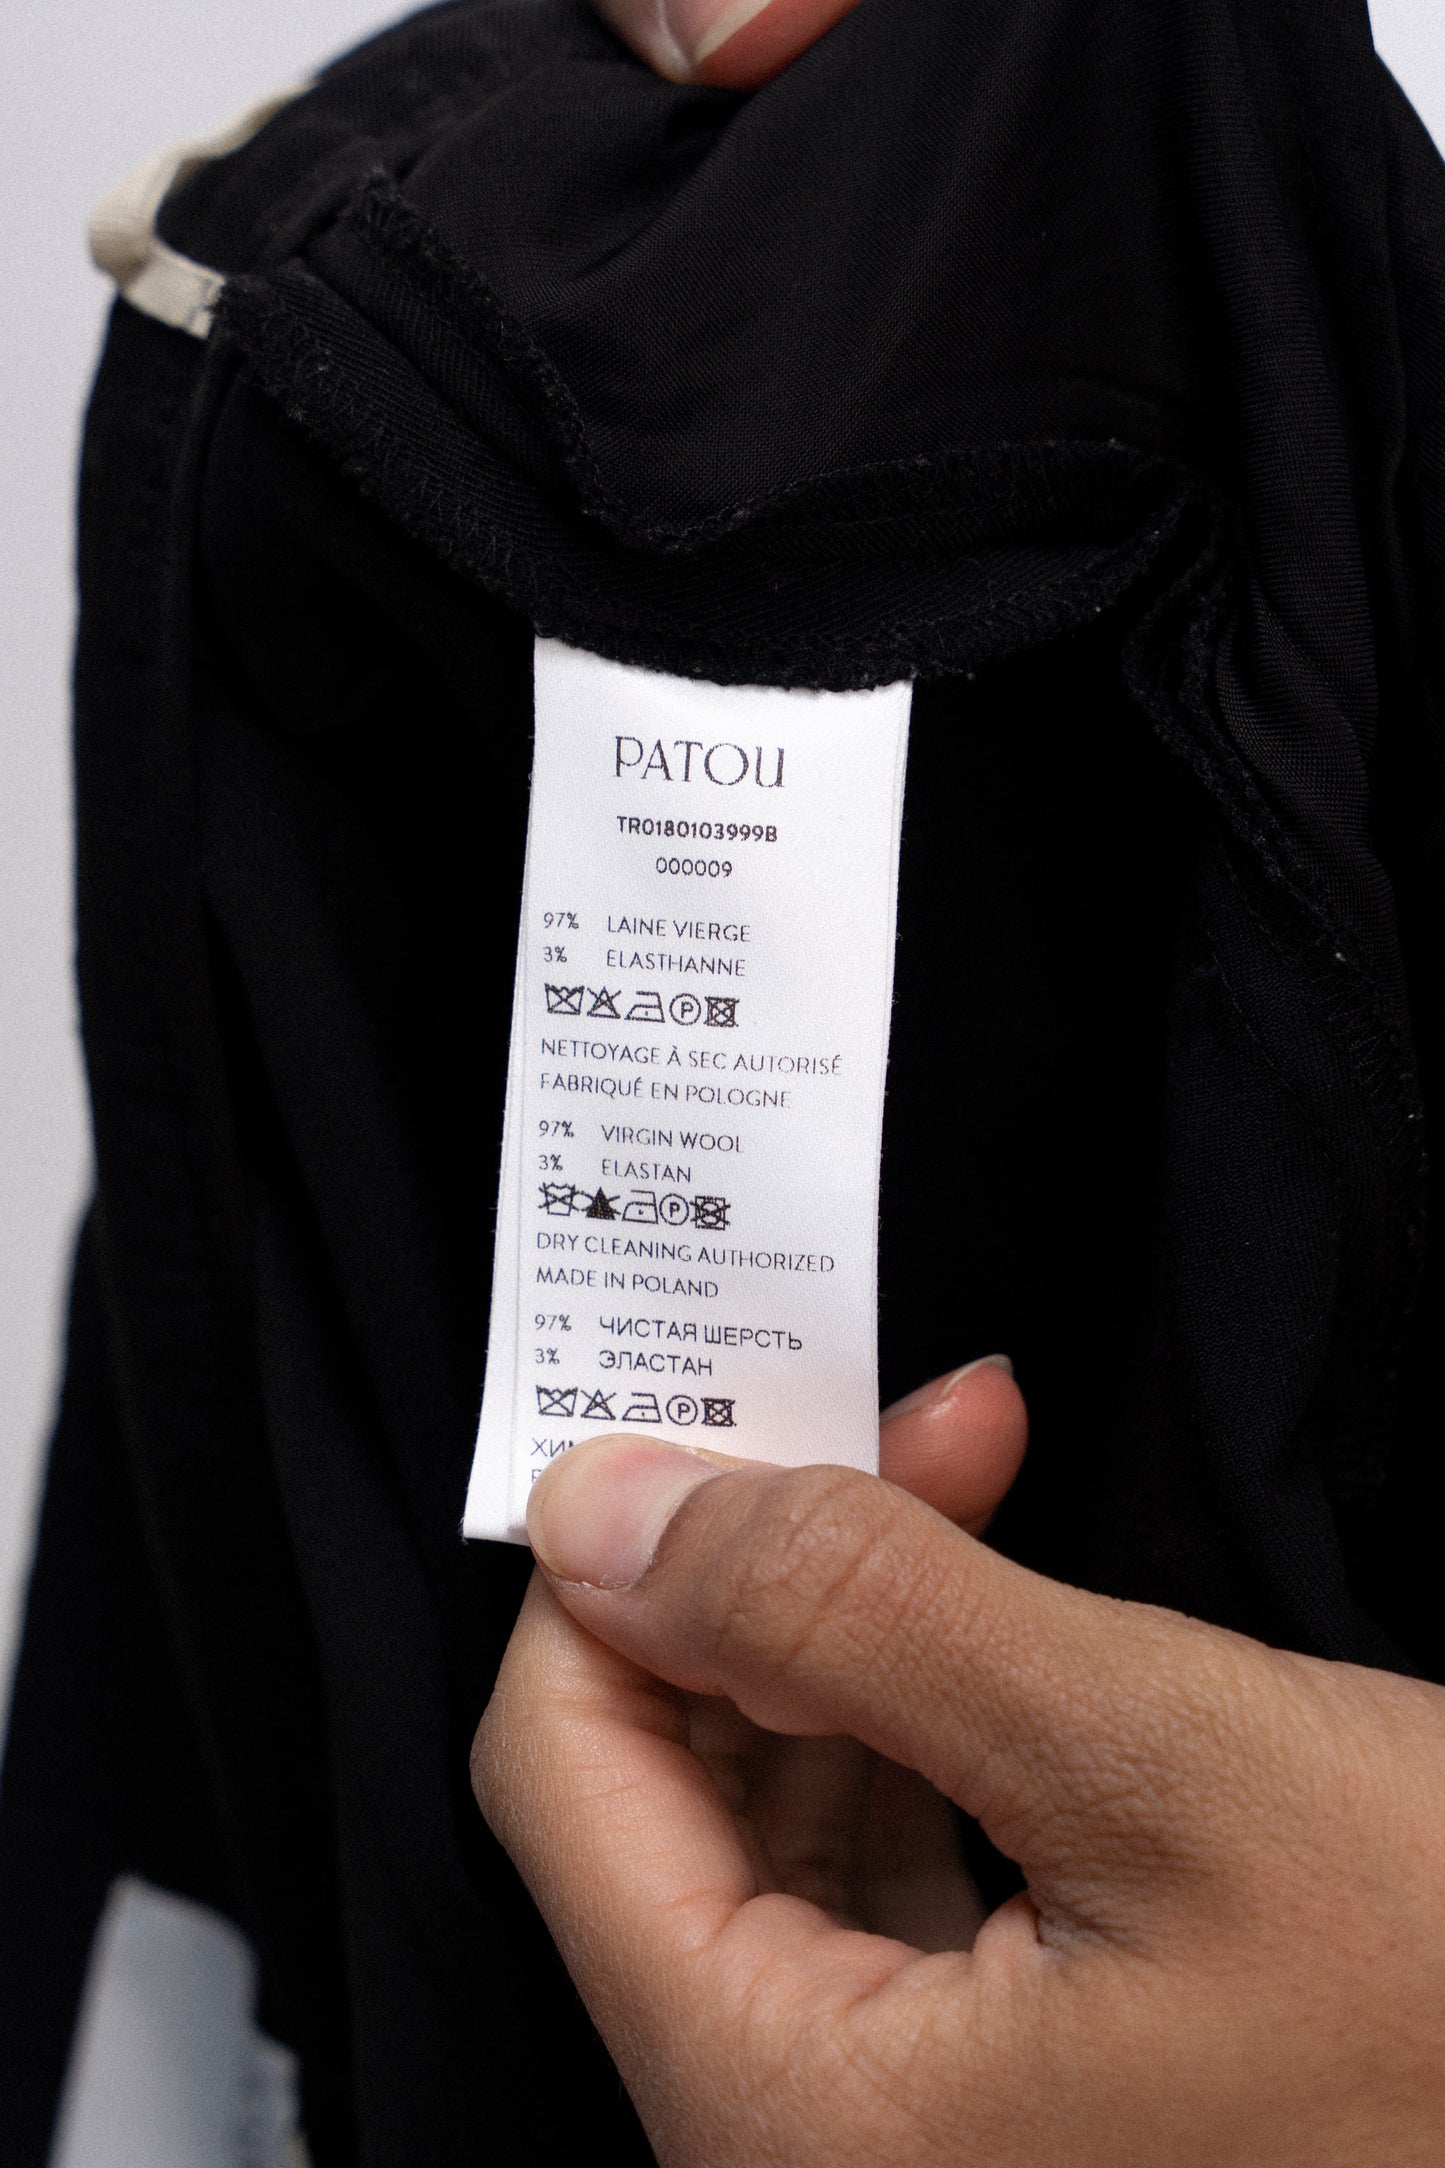 PATOU
TR0180103999B
000009
97% LAINE VIERGE
3% ELASTHANNE
P
NETTOYAGE À SEC AUTORISÉ
FABRIQUÉ EN POLOGNE
97% VIRGIN WOOL
3% ELASTAN
P
DRY CLEANING AUTHORIZED
MADE IN POLAND
97% ЧИСТАЯ ШЕРСТЬ
3% ЭЛАСТАН
P